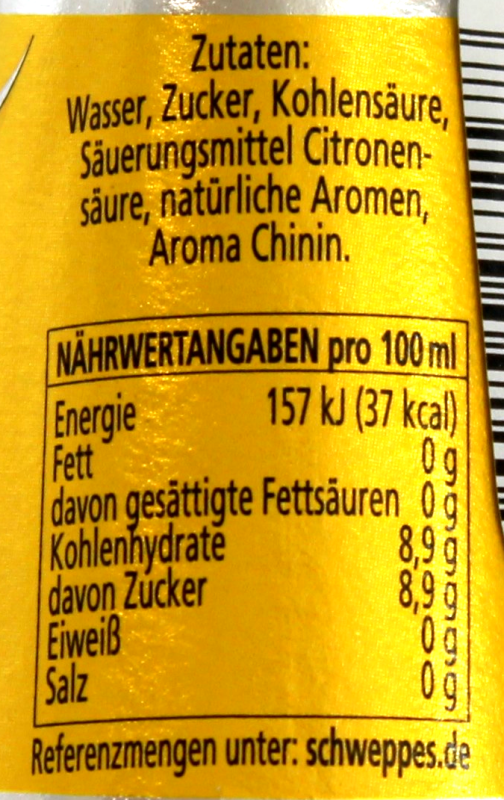 Zutaten:
Wasser, Zucker, Kohlensäure,
Säuerungsmittel Citronen-
säure, natürliche Aromen,
Aroma Chinin.
NÄHRWERTANGABEN pro 100 ml
Energie 157 kJ (37 kcal)
Fett 0 g
davon gesättigte Fettsäuren 0 g
Kohlenhydrate 8,9 g
davon Zucker 8,9 g
Eiweiß 0 g
Salz 0 g
Referenzmengen unter: schweppes.de